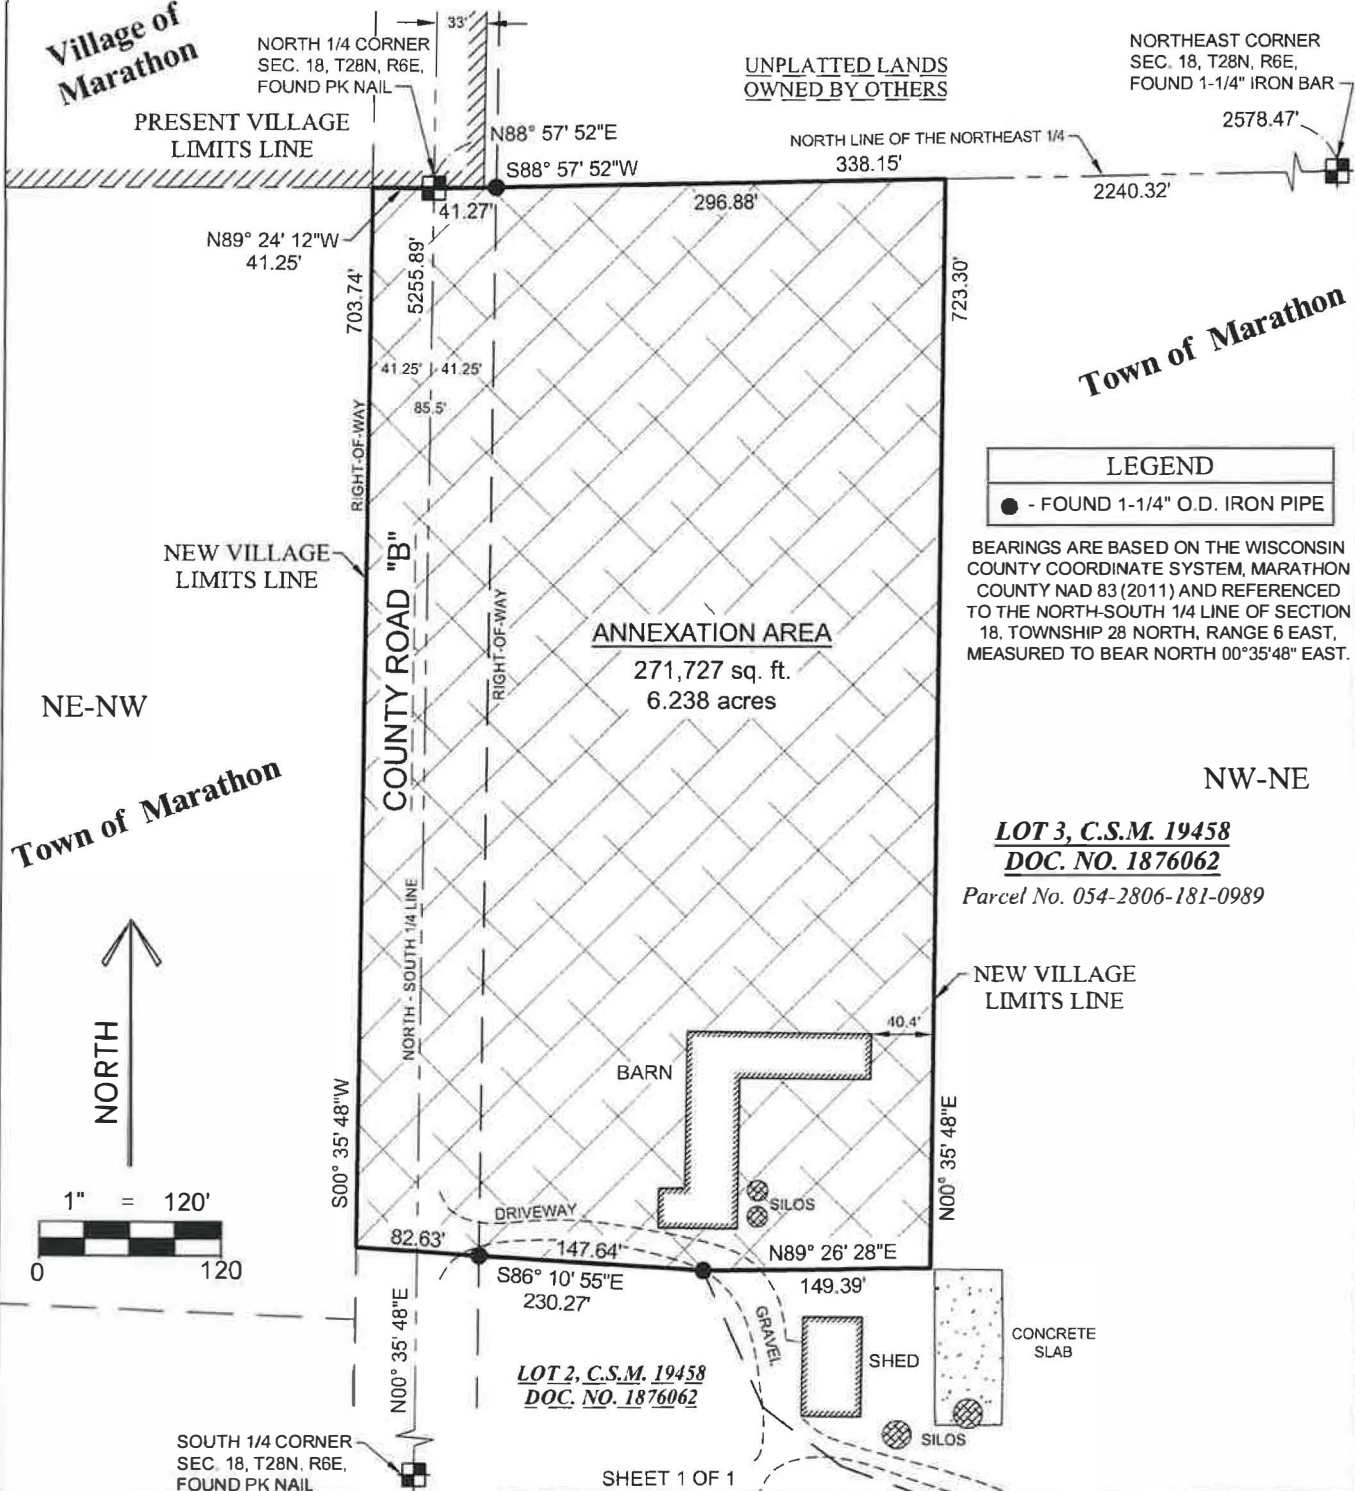 Village of
Marathon
33'
NORTH 1/4 CORNER
SEC. 18, T28N, R6E,
FOUND PK NAIL
UNPLATTED LANDS
OWNED BY OTHERS
NORTHEAST CORNER
SEC. 18, T28N, R6E,
FOUND 1-1/4" IRON BAR
PRESENT VILLAGE
LIMITS LINE
N88° 57' 52"E
S88° 57' 52"W
NORTH LINE OF THE NORTHEAST 1/4
338.15'
2578.47'
2240.32'
41.27'
296.88'
N89° 24' 12"W
41.25'
703.74'
5255.89'
723.30'
Town of Marathon
41.25'
41.25'
85.5'
RIGHT-OF-WAY
LEGEND
- FOUND 1-1/4" O.D. IRON PIPE
BEARINGS ARE BASED ON THE WISCONSIN
COUNTY COORDINATE SYSTEM, MARATHON
COUNTY NAD 83 (2011) AND REFERENCED
TO THE NORTH-SOUTH 1/4 LINE OF SECTION
18, TOWNSHIP 28 NORTH, RANGE 6 EAST,
MEASURED TO BEAR NORTH 00°35'48" EAST.
NEW VILLAGE
LIMITS LINE
COUNTY ROAD "B"
RIGHT-OF-WAY
ANNEXATION AREA
271,727 sq. ft.
6.238 acres
NE-NW
NW-NE
Town of Marathon
LOT 3, C.S.M. 19458
DOC. NO. 1876062
Parcel No. 054-2806-181-0989
NORTH - SOUTH 1/4 LINE
NEW VILLAGE
LIMITS LINE
NORTH
40.4'
BARN
S00° 35' 48"W
N00° 35' 48"E
1" = 120'
0 120
DRIVEWAY
SILOS
82.63'
147.64'
N89° 26' 28"E
149.39'
S86° 10' 55"E
230.27'
N00° 35' 48"E
GRAVEL
SHED
CONCRETE
SLAB
LOT 2, C.S.M. 19458
DOC. NO. 1876062
SILOS
SOUTH 1/4 CORNER
SEC. 18, T28N, R6E,
FOUND PK NAIL
SHEET 1 OF 1